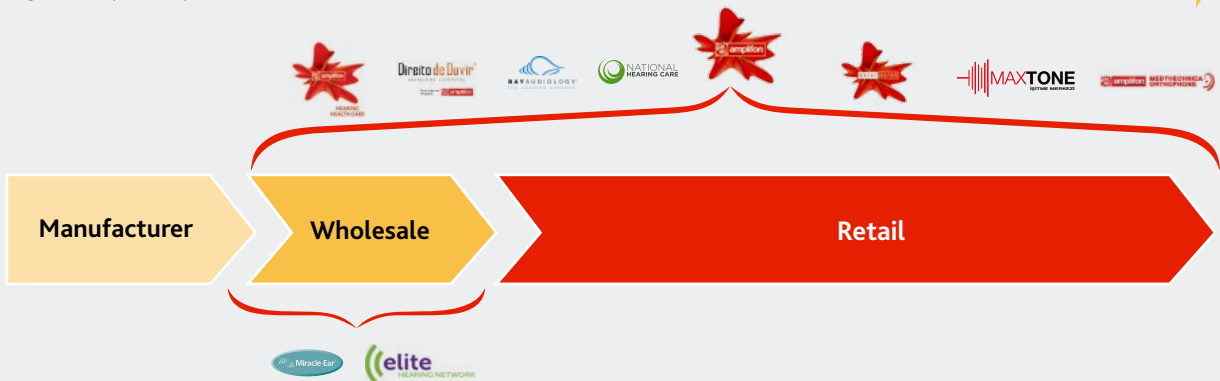 amplifon
HEARING
HEALTH CARE
Direito de Ouvir
amplifon
BAYAUDIOLOGY
NATIONAL
HEARING CARE
amplifon
MAXTONE
İŞİTME MERKEZİ
amplifon MEDTECHNICA
ORTHOPHONE
Manufacturer
Wholesale
Retail
Miracle-Ear
elite
HEARING NETWORK